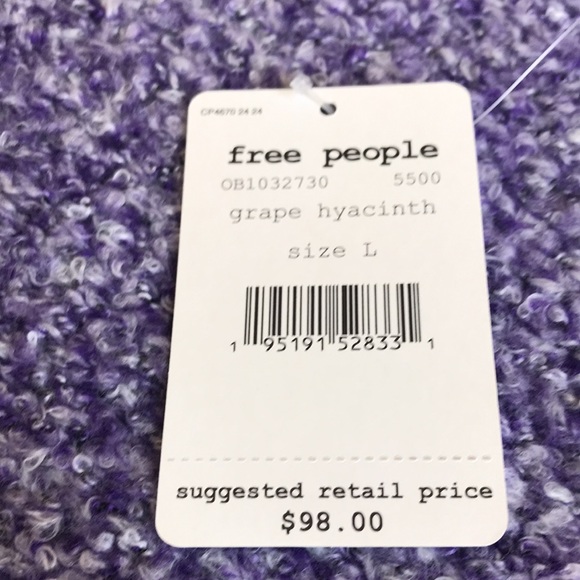 CP4670 24 24
free people
OB1032730 5500
grape hyacinth
size L
1 95191 52833 1
suggested retail price
$98.00